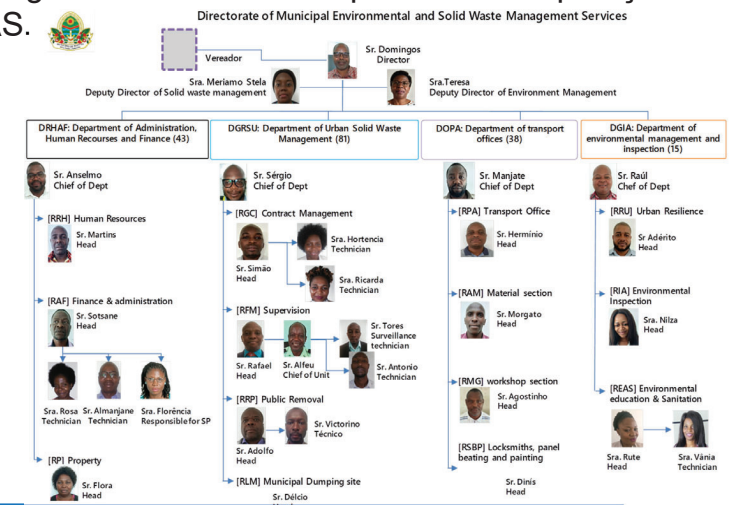 AS.
Directorate of Municipal Environmental and Solid Waste Management Services
Vereador
Sr. Domingos
Director
Sra. Meriamo Stela
Deputy Director of Solid waste management
Sra.Teresa
Deputy Director of Environment Management
DRHAF: Department of Administration,
Human Recourses and Finance (43)
DGRSU: Department of Urban Solid Waste
Management (81)
DOPA: Department of transport
offices (38)
DGIA: Department of
environmental management and
inspection (15)
Sr. Anselmo
Chief of Dept
[RRH] Human Resources
Sr. Martins
Head
[RAF] Finance & administration
Sr. Sotsane
Head
Sra. Rosa
Technician
Sr. Almanjane
Technician
Sra. Florência
Responsible for SP
[RP] Property
Sr. Flora
Head
Sr. Sérgio
Chief of Dept
[RGC] Contract Management
Sr. Simão
Head
Sra. Hortencia
Technician
Sra. Ricarda
Technician
[RFM] Supervision
Sr. Rafael
Head
Sr. Alfeu
Chief of Unit
Sr. Tores
Surveillance
technician
Sr. Antonio
Technician
[RRP] Public Removal
Sr. Adolfo
Head
Sr. Victorino
Técnico
[RLM] Municipal Dumping site
Sr. Délcio
Sr. Manjate
Chief of Dept
[RPA] Transport Office
Sr. Hermínio
Head
[RAM] Material section
Sr. Morgato
Head
[RMG] workshop section
Sr. Agostinho
Head
[RSBP] Locksmiths, panel
beating and painting
Sr. Dinis
Head
Sr. Raúl
Chief of Dept
[RRU] Urban Resilience
Sr Adérito
Head
[RIA] Environmental
Inspection
Sra. Nilza
Head
[REAS] Environmental
education & Sanitation
Sra. Rute
Head
Sra. Vânia
Technician